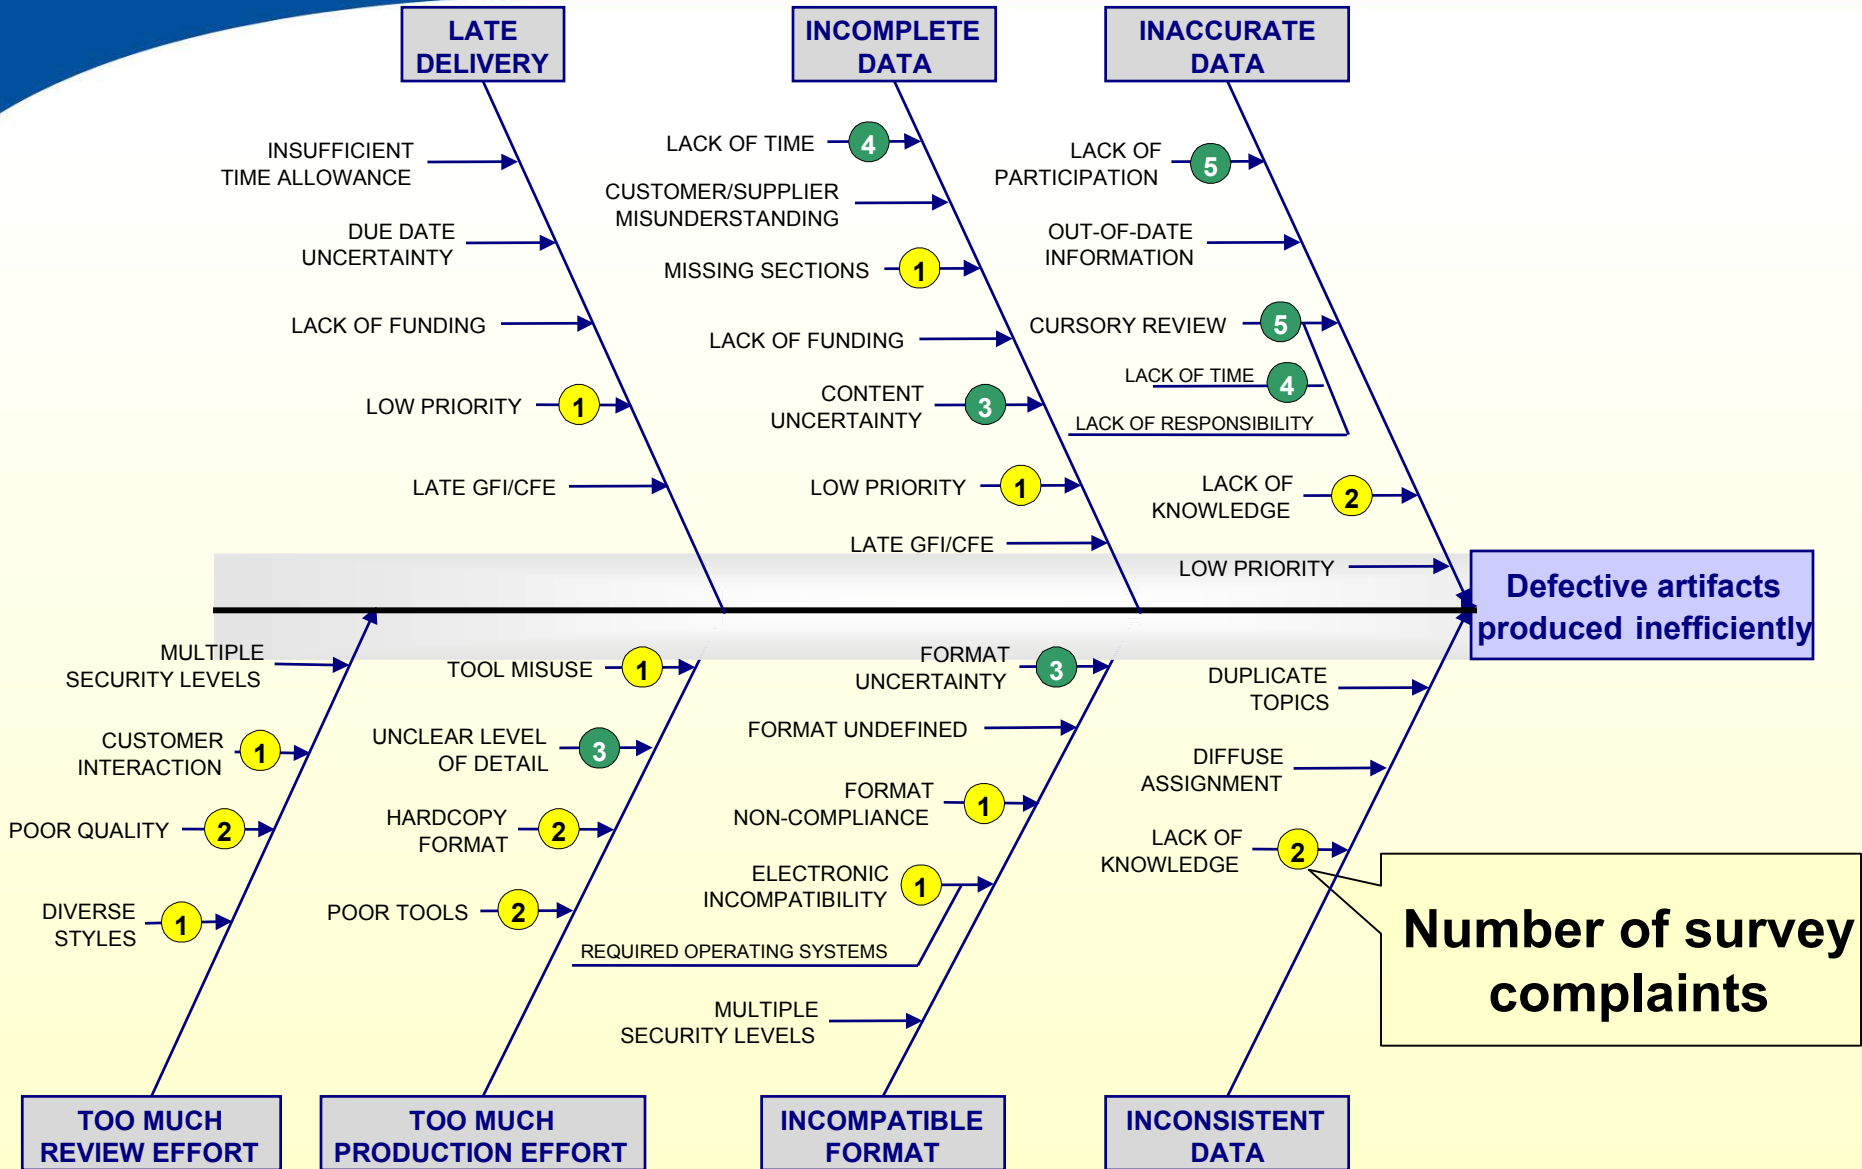 LATE
DELIVERY
INCOMPLETE
DATA
INACCURATE
DATA
INSUFFICIENT
TIME ALLOWANCE
DUE DATE
UNCERTAINTY
LACK OF FUNDING
LOW PRIORITY
1
LATE GFI/CFE
LACK OF TIME
4
CUSTOMER/SUPPLIER
MISUNDERSTANDING
MISSING SECTIONS
1
LACK OF FUNDING
CONTENT
UNCERTAINTY
3
LOW PRIORITY
1
LATE GFI/CFE
LACK OF
PARTICIPATION
5
OUT-OF-DATE
INFORMATION
CURSORY REVIEW
5
LACK OF TIME
4
LACK OF RESPONSIBILITY
LACK OF
KNOWLEDGE
2
LOW PRIORITY
Defective artifacts
produced inefficiently
MULTIPLE
SECURITY LEVELS
CUSTOMER
INTERACTION
1
POOR QUALITY
2
DIVERSE
STYLES
1
TOOL MISUSE
1
UNCLEAR LEVEL
OF DETAIL
3
HARDCOPY
FORMAT
2
POOR TOOLS
2
FORMAT
UNCERTAINTY
3
FORMAT UNDEFINED
FORMAT
NON-COMPLIANCE
1
ELECTRONIC
INCOMPATIBILITY
1
REQUIRED OPERATING SYSTEMS
MULTIPLE
SECURITY LEVELS
DUPLICATE
TOPICS
DIFFUSE
ASSIGNMENT
LACK OF
KNOWLEDGE
2
Number of survey
complaints
TOO MUCH
REVIEW EFFORT
TOO MUCH
PRODUCTION EFFORT
INCOMPATIBLE
FORMAT
INCONSISTENT
DATA